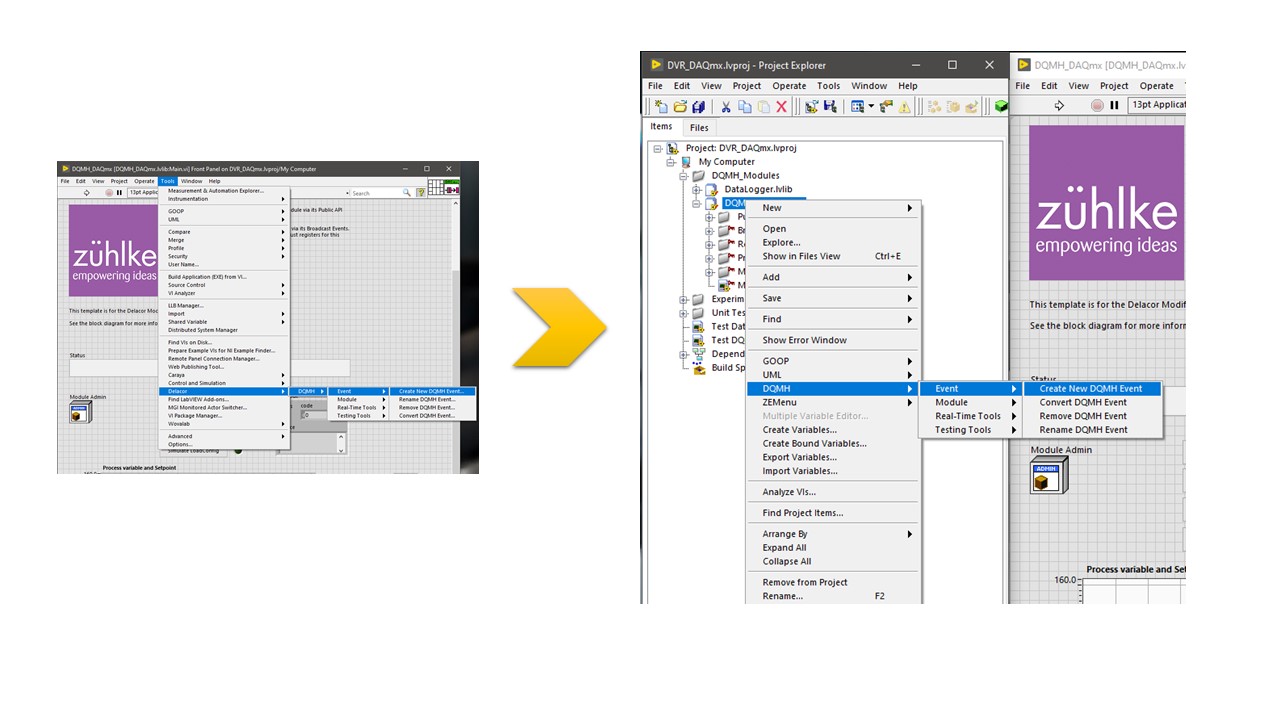 DQMH_DAQmx [DQMH_DAQmx.lvlib:Main.vi] Front Panel on DVR_DAQmx.lvproj/My Computer
File Edit View Project Operate Tools Window Help
13pt Applic
Search
Measurement & Automation Explorer...
Instrumentation
GOOP
UML
Compare
Merge
Profile
Security
User Name...
Build Application (EXE) from VI...
Source Control
VI Analyzer
LLB Manager...
Import
Shared Variable
Distributed System Manager
Find VIs on Disk...
Prepare Example VIs for NI Example Finder...
Remote Panel Connection Manager...
Web Publishing Tool...
Caraya
Control and Simulation
Delacor
Find LabVIEW Add-ons...
MGI Monitored Actor Switcher...
VI Package Manager...
Wovalab
Advanced
Options...
DQMH
Event
Module
Real-Time Tools
Testing Tools
Create New DQMH Event...
Rename DQMH Event...
Remove DQMH Event...
Convert DQMH Event...
zühlke
empowering ideas
dule via its Public API
via its Broadcast Events.
ust registers for this
This template is for the Delacor Mod
See the block diagram for more info
Status
Module Admin
ADMIN
code
0
ce
Simulate LoadConfig
Process variable and Setpoint
DVR_DAQmx.lvproj - Project Explorer
File Edit View Project Operate Tools Window Help
Items Files
Project: DVR_DAQmx.lvproj
My Computer
DQMH_Modules
DataLogger.lvlib
DQM
Pu
Br
Re
Pr
M
M
Experim
Unit Tes
Test Dat
Test DQ
Depend
Build Sp
New
Open
Explore...
Show in Files View Ctrl+E
Add
Save
Find
Show Error Window
GOOP
UML
DQMH
ZEMenu
Multiple Variable Editor...
Create Variables...
Create Bound Variables...
Export Variables...
Import Variables...
Analyze VIs...
Find Project Items...
Arrange By
Expand All
Collapse All
Remove from Project
Rename... F2
Event
Module
Real-Time Tools
Testing Tools
Create New DQMH Event
Convert DQMH Event
Remove DQMH Event
Rename DQMH Event
DQMH_DAQmx [DQMH_DAQmx.lv
File Edit View Project Operate
13pt Applicat
zühlke
empowering ideas
This template is for the Delacor Modif
See the block diagram for more inforr
Status
Module Admin
ADMIN
Process variable and Set
160.0